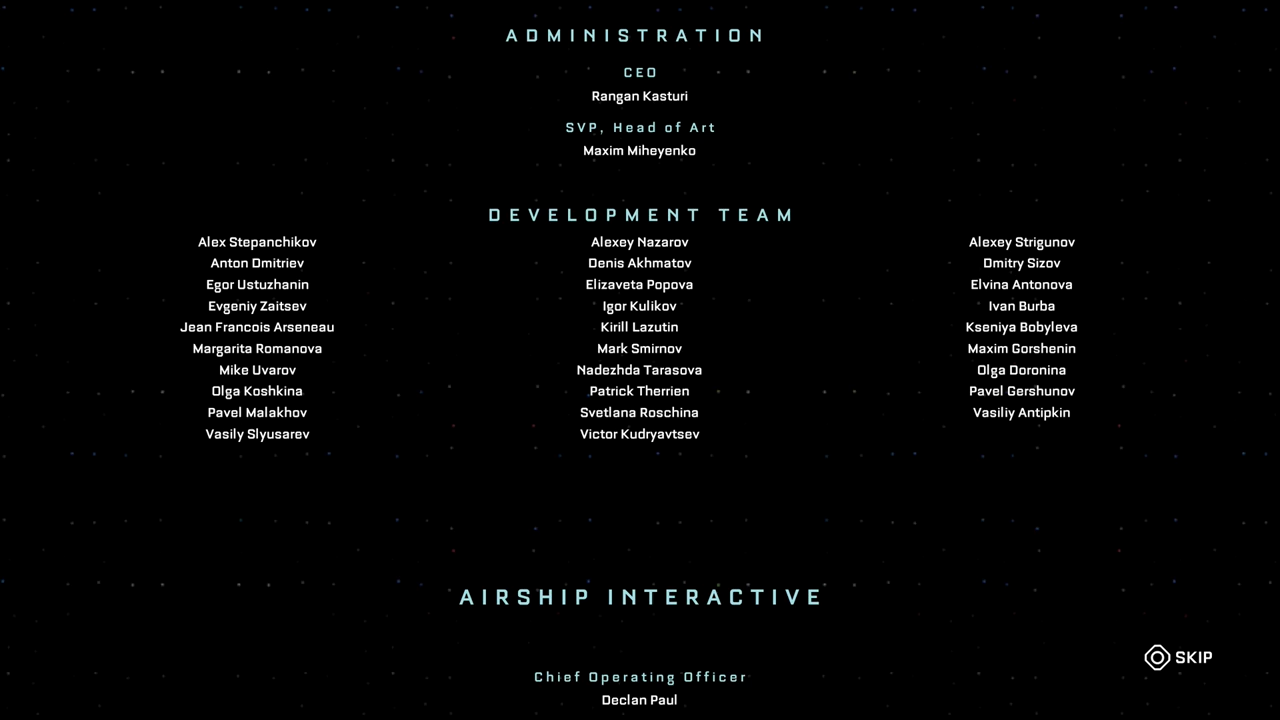 ADMINISTRATION
CEO
Rangan Kasturi
SVP, Head of Art
Maxim Miheyenko
DEVELOPMENT TEAM
Alex Stepanchikov Alexey Nazarov Alexey Strigunov
Anton Dmitriev Denis Akhmatov Dmitry Sizov
Egor Ustuzhanin Elizaveta Popova Elvina Antonova
Evgeniy Zaitsev Igor Kulikov Ivan Burba
Jean Francois Arseneau Kirill Lazutin Kseniya Bobyleva
Margarita Romanova Mark Smirnov Maxim Gorshenin
Mike Uvarov Nadezhda Tarasova Olga Doronina
Olga Koshkina Patrick Therrien Pavel Gershunov
Pavel Malakhov Svetlana Roschina Vasiliy Antipkin
Vasily Slyusarev Victor Kudryavtsev
AIRSHIP INTERACTIVE
SKIP
Chief Operating Officer
Declan Paul